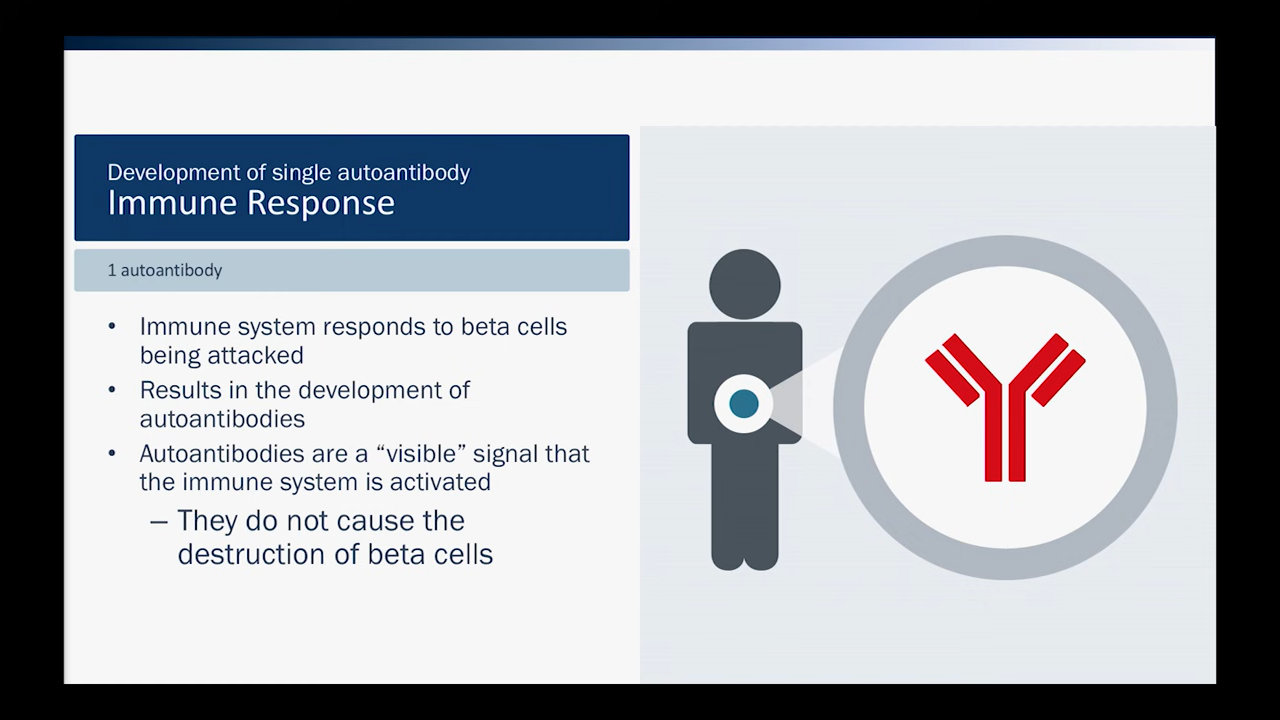 Development of single autoantibody
Immune Response
1 autoantibody
• Immune system responds to beta cells
being attacked
• Results in the development of
autoantibodies
• Autoantibodies are a “visible” signal that
the immune system is activated
– They do not cause the
destruction of beta cells